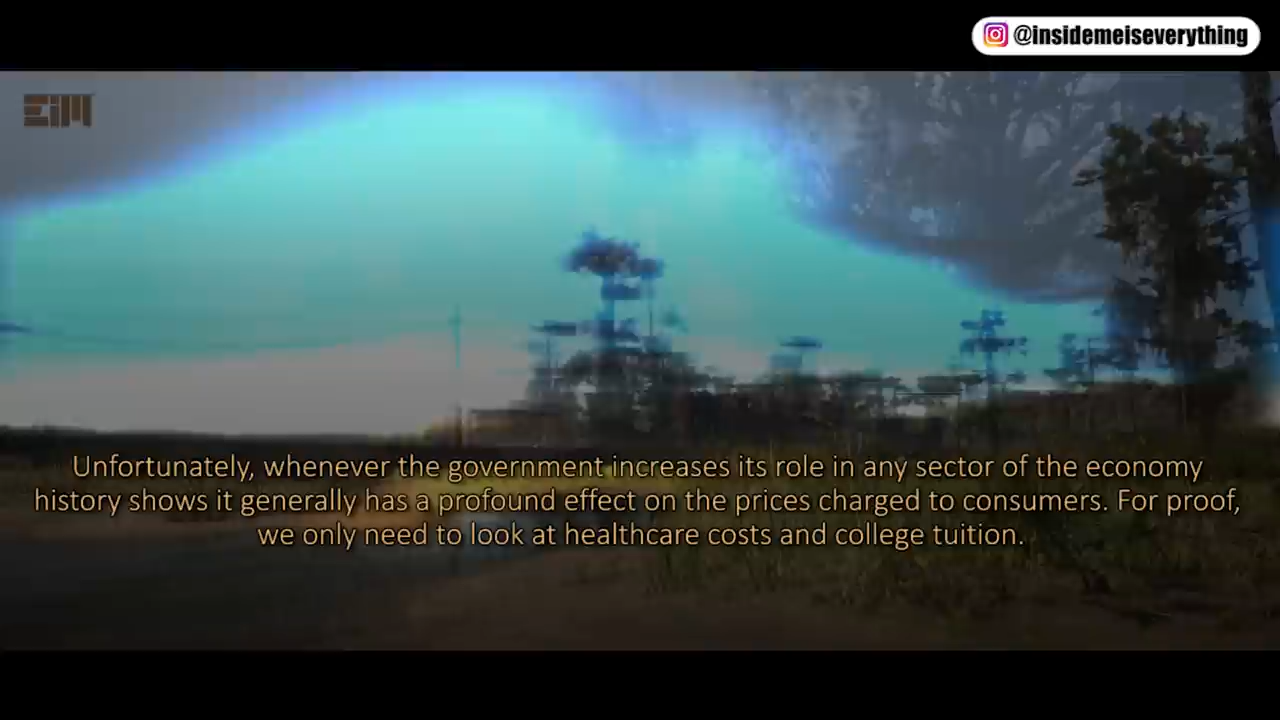 @insidemeiseverything
EiM
Unfortunately, whenever the government increases its role in any sector of the economy
history shows it generally has a profound effect on the prices charged to consumers. For proof,
we only need to look at healthcare costs and college tuition.